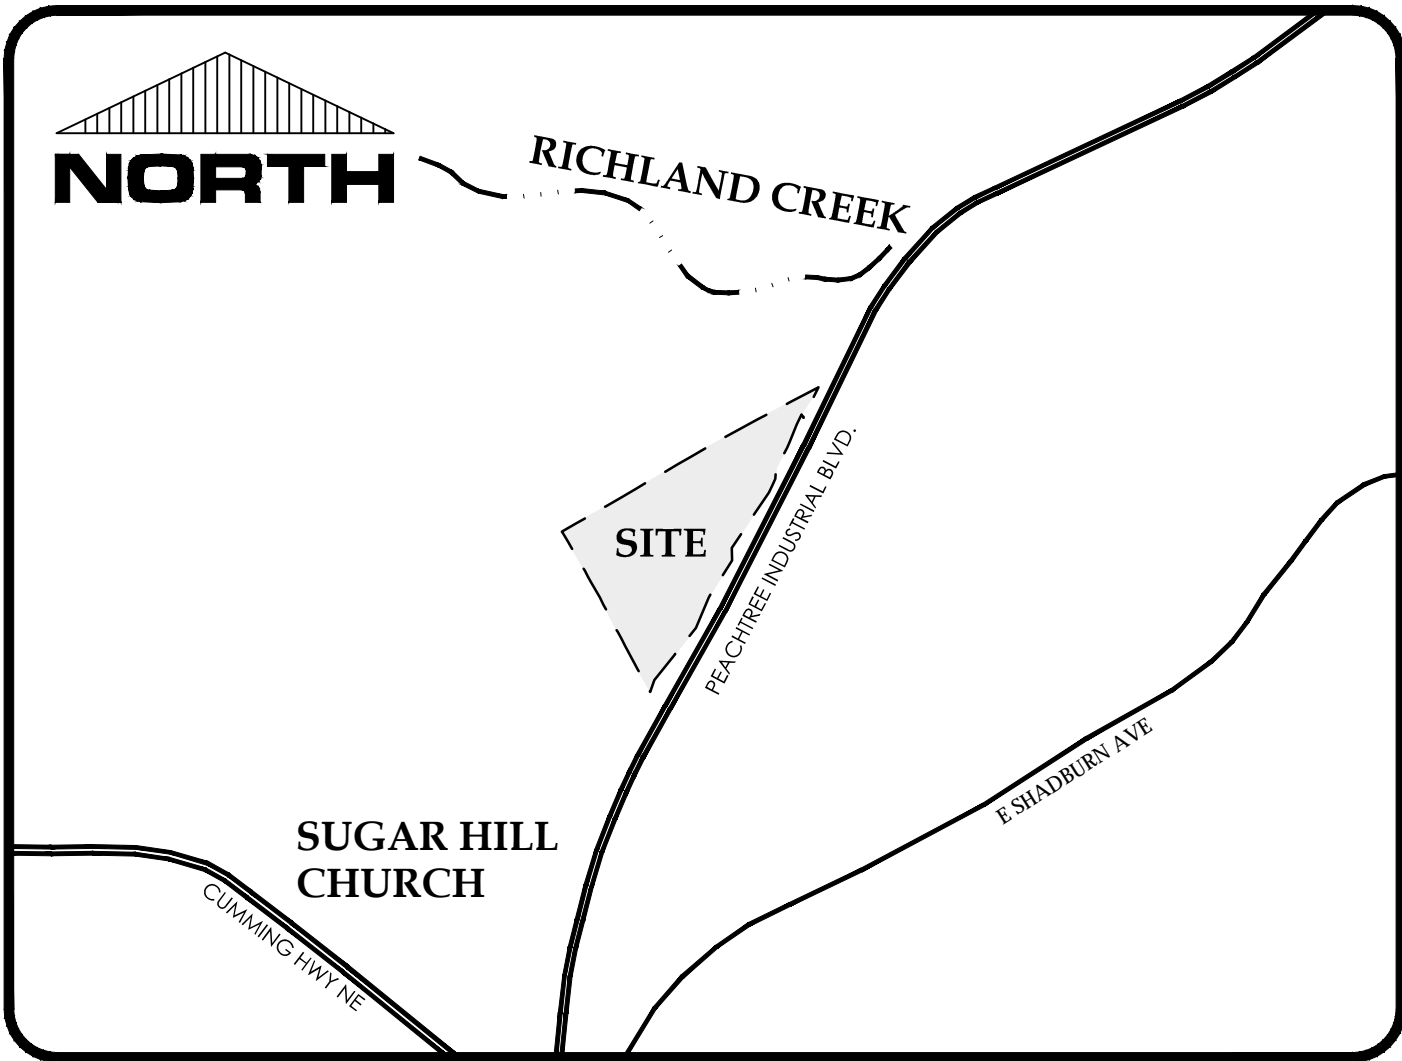 NORTH
RICHLAND CREEK
SITE
PEACHTREE INDUSTRIAL BLVD.
E SHADBURN AVE
SUGAR HILL
CHURCH
CUMMING HWY NE